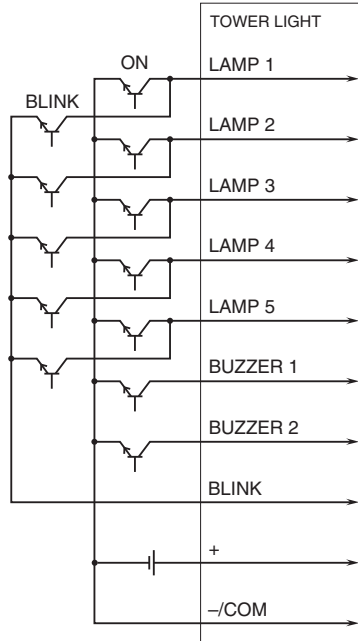 TOWER LIGHT
ON
LAMP 1
BLINK
LAMP 2
LAMP 3
LAMP 4
LAMP 5
BUZZER 1
BUZZER 2
BLINK
+
–/COM